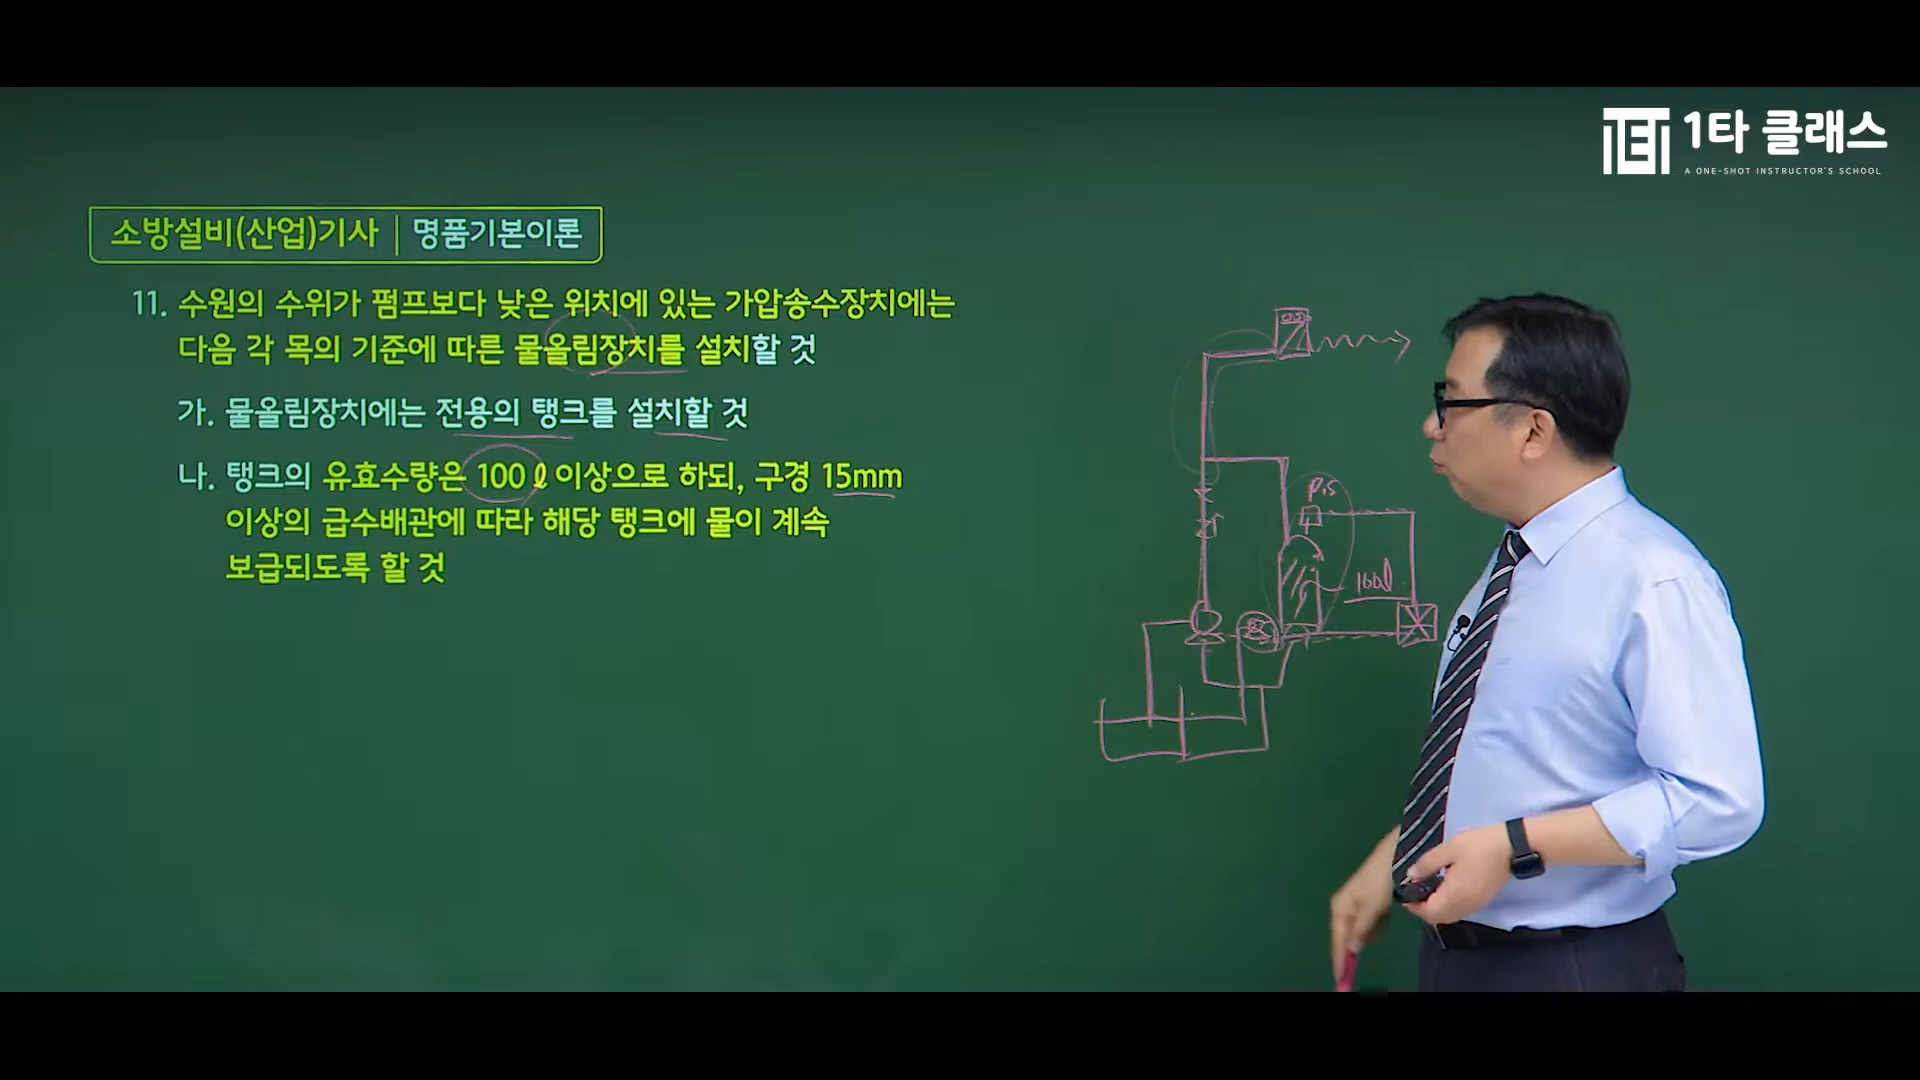 1타 클래스
A ONE-SHOT INSTRUCTOR'S SCHOOL
소방설비(산업)기사 | 명품기본이론
11. 수원의 수위가 펌프보다 낮은 위치에 있는 가압송수장치에는
다음 각 목의 기준에 따른 물올림장치를 설치할 것
가. 물올림장치에는 전용의 탱크를 설치할 것
나. 탱크의 유효수량은 100 ℓ 이상으로 하되, 구경 15mm
이상의 급수배관에 따라 해당 탱크에 물이 계속
보급되도록 할 것
P.S
100l